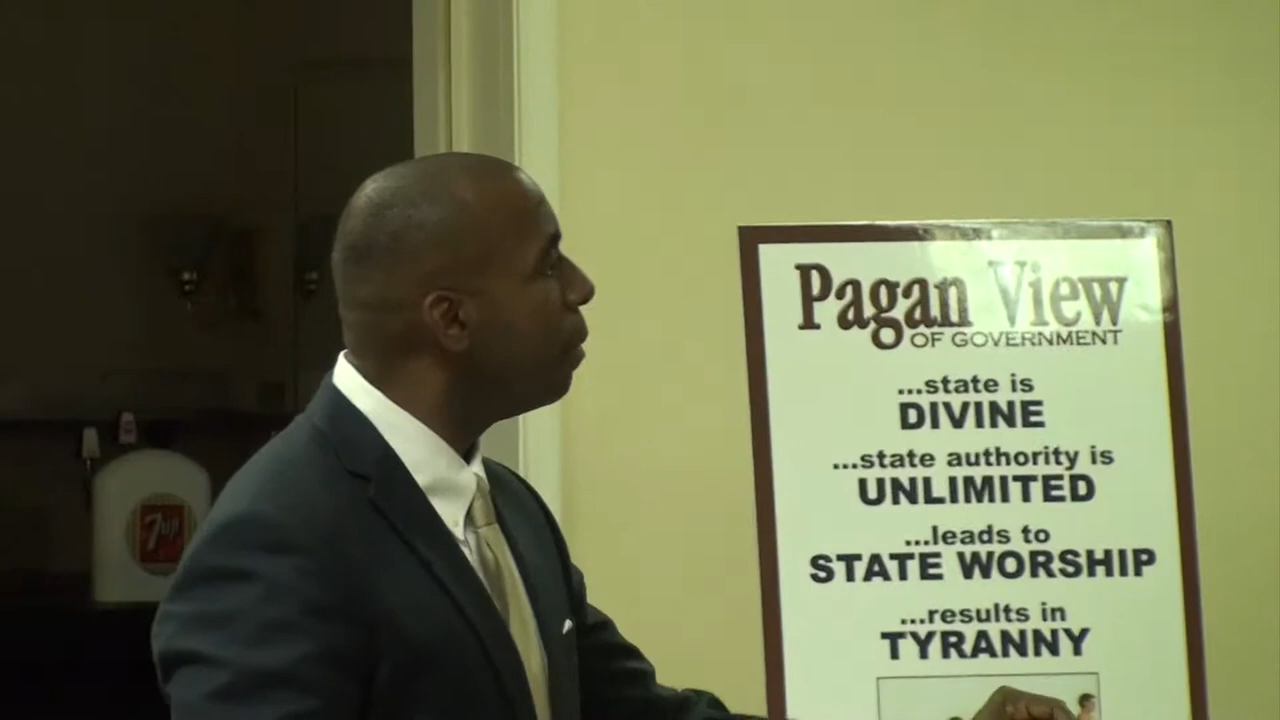 Pagan View
OF GOVERNMENT
...state is
DIVINE
...state authority is
UNLIMITED
...leads to
STATE WORSHIP
...results in
TYRANNY
7up